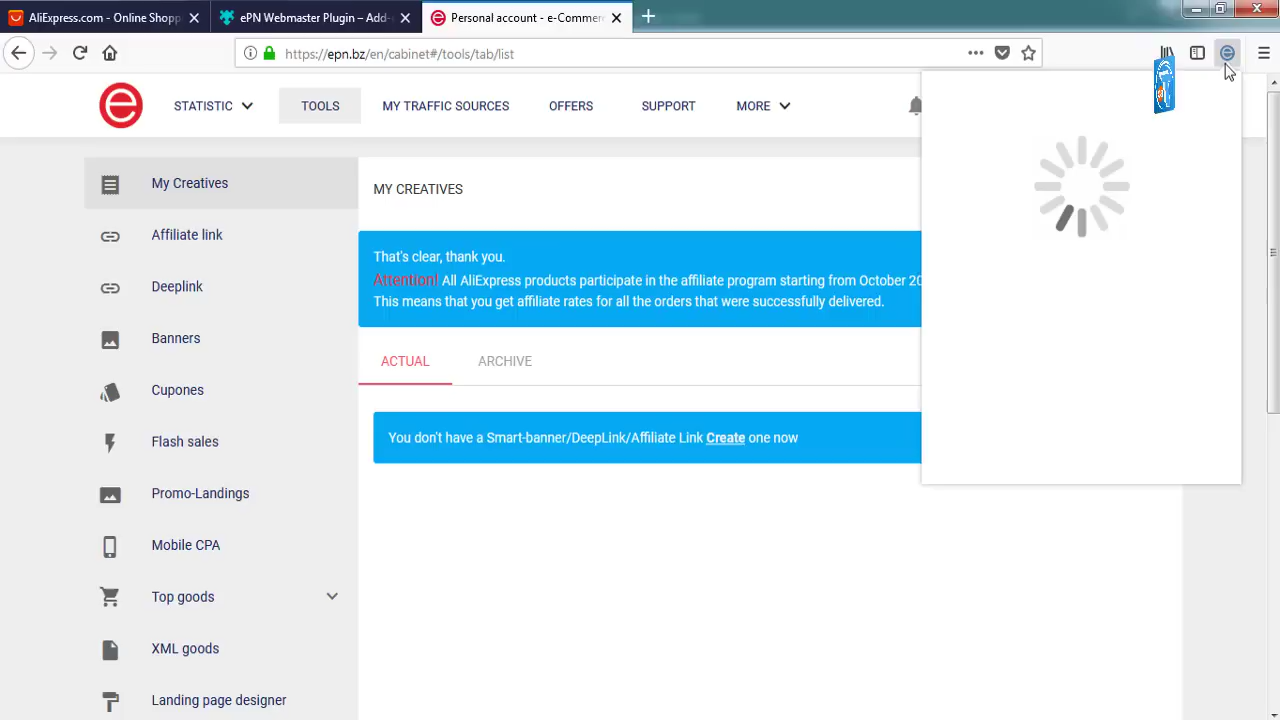 AliExpress.com - Online Shopp
ePN Webmaster Plugin – Add-
Personal account - e-Commer
https://epn.bz/en/cabinet#/tools/tab/list
STATISTIC
TOOLS
MY TRAFFIC SOURCES
OFFERS
SUPPORT
MORE
My Creatives
Affiliate link
Deeplink
Banners
Cupones
Flash sales
Promo-Landings
Mobile CPA
Top goods
XML goods
Landing page designer
MY CREATIVES
That's clear, thank you.
Attention! All AliExpress products participate in the affiliate program starting from October 20
This means that you get affiliate rates for all the orders that were successfully delivered.
ACTUAL
ARCHIVE
You don't have a Smart-banner/DeepLink/Affiliate Link Create one now